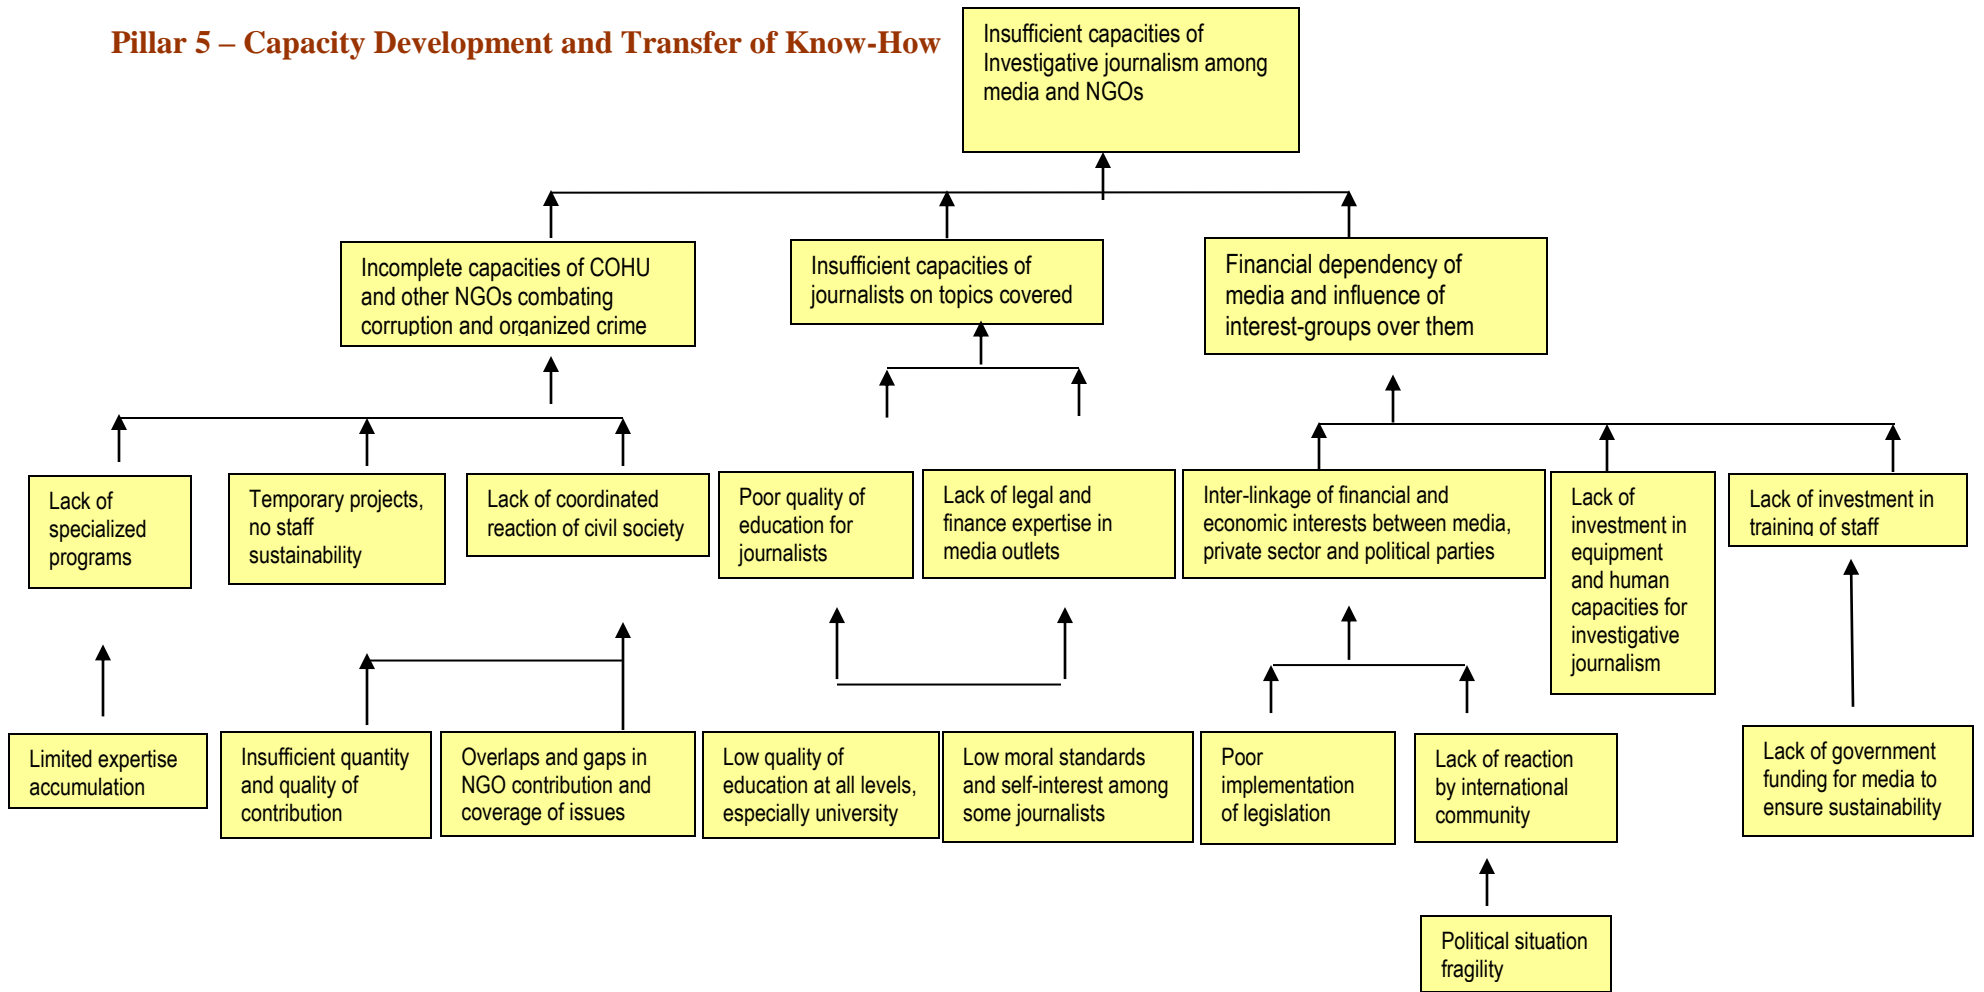 Pillar 5 – Capacity Development and Transfer of Know-How
Insufficient capacities of
Investigative journalism among
media and NGOs
Incomplete capacities of COHU
and other NGOs combating
corruption and organized crime
Insufficient capacities of
journalists on topics covered
Financial dependency of
media and influence of
interest-groups over them
Lack of
specialized
programs
Temporary projects,
no staff
sustainability
Lack of coordinated
reaction of civil society
Poor quality of
education for
journalists
Lack of legal and
finance expertise in
media outlets
Inter-linkage of financial and
economic interests between media,
private sector and political parties
Lack of
investment in
equipment
and human
capacities for
investigative
journalism
Lack of investment in
training of staff
Limited expertise
accumulation
Insufficient quantity
and quality of
contribution
Overlaps and gaps in
NGO contribution and
coverage of issues
Low quality of
education at all levels,
especially university
Low moral standards
and self-interest among
some journalists
Poor
implementation
of legislation
Lack of reaction
by international
community
Lack of government
funding for media to
ensure sustainability
Political situation
fragility